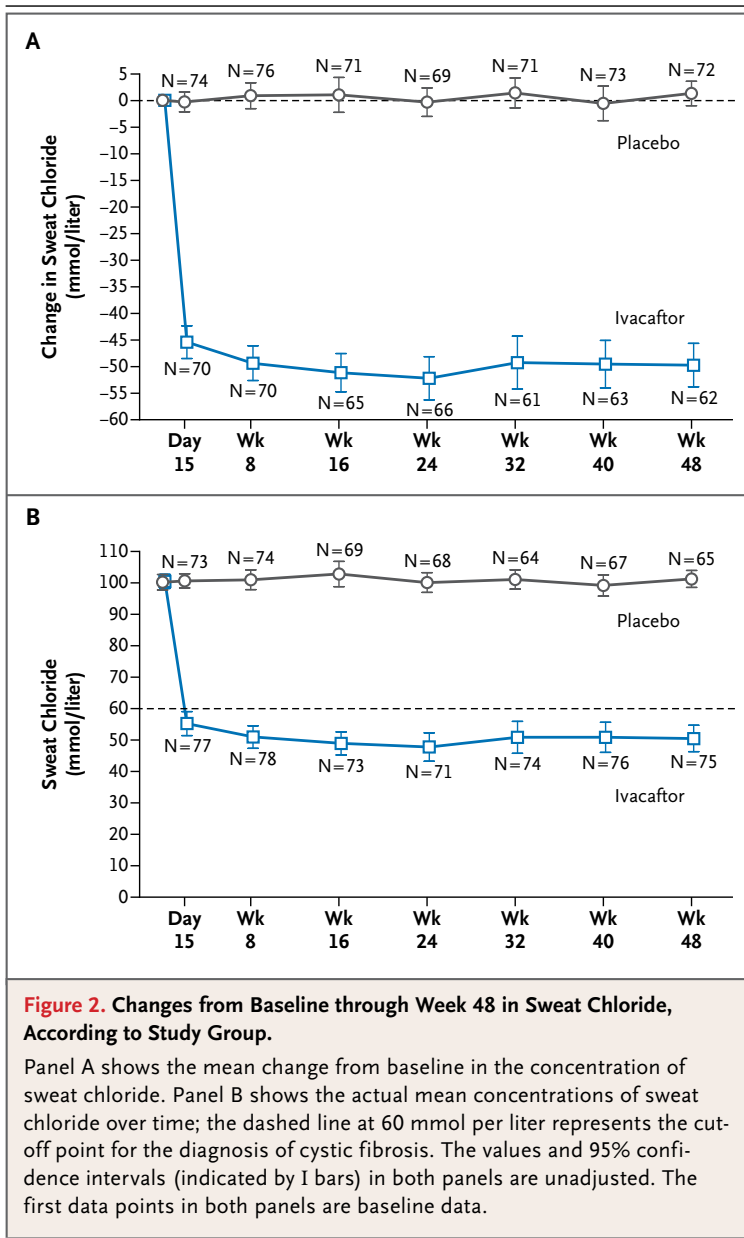 A
N=74
N=76
N=71
N=69
N=71
N=73
N=72
5
0
–5
–10
–15
–20
–25
–30
–35
–40
–45
–50
–55
–60
Change in Sweat Chloride
(mmol/liter)
Placebo
Ivacaftor
N=70
N=70
N=65
N=66
N=61
N=63
N=62
Day
15
Wk
8
Wk
16
Wk
24
Wk
32
Wk
40
Wk
48
B
N=73
N=74
N=69
N=68
N=64
N=67
N=65
110
100
90
80
70
60
50
40
30
20
10
0
Sweat Chloride
(mmol/liter)
Placebo
N=77
N=78
N=73
N=71
N=74
N=76
N=75
Ivacaftor
Day
15
Wk
8
Wk
16
Wk
24
Wk
32
Wk
40
Wk
48
Figure 2. Changes from Baseline through Week 48 in Sweat Chloride,
According to Study Group.
Panel A shows the mean change from baseline in the concentration of
sweat chloride. Panel B shows the actual mean concentrations of sweat
chloride over time; the dashed line at 60 mmol per liter represents the cut-
off point for the diagnosis of cystic fibrosis. The values and 95% confi-
dence intervals (indicated by I bars) in both panels are unadjusted. The
first data points in both panels are baseline data.